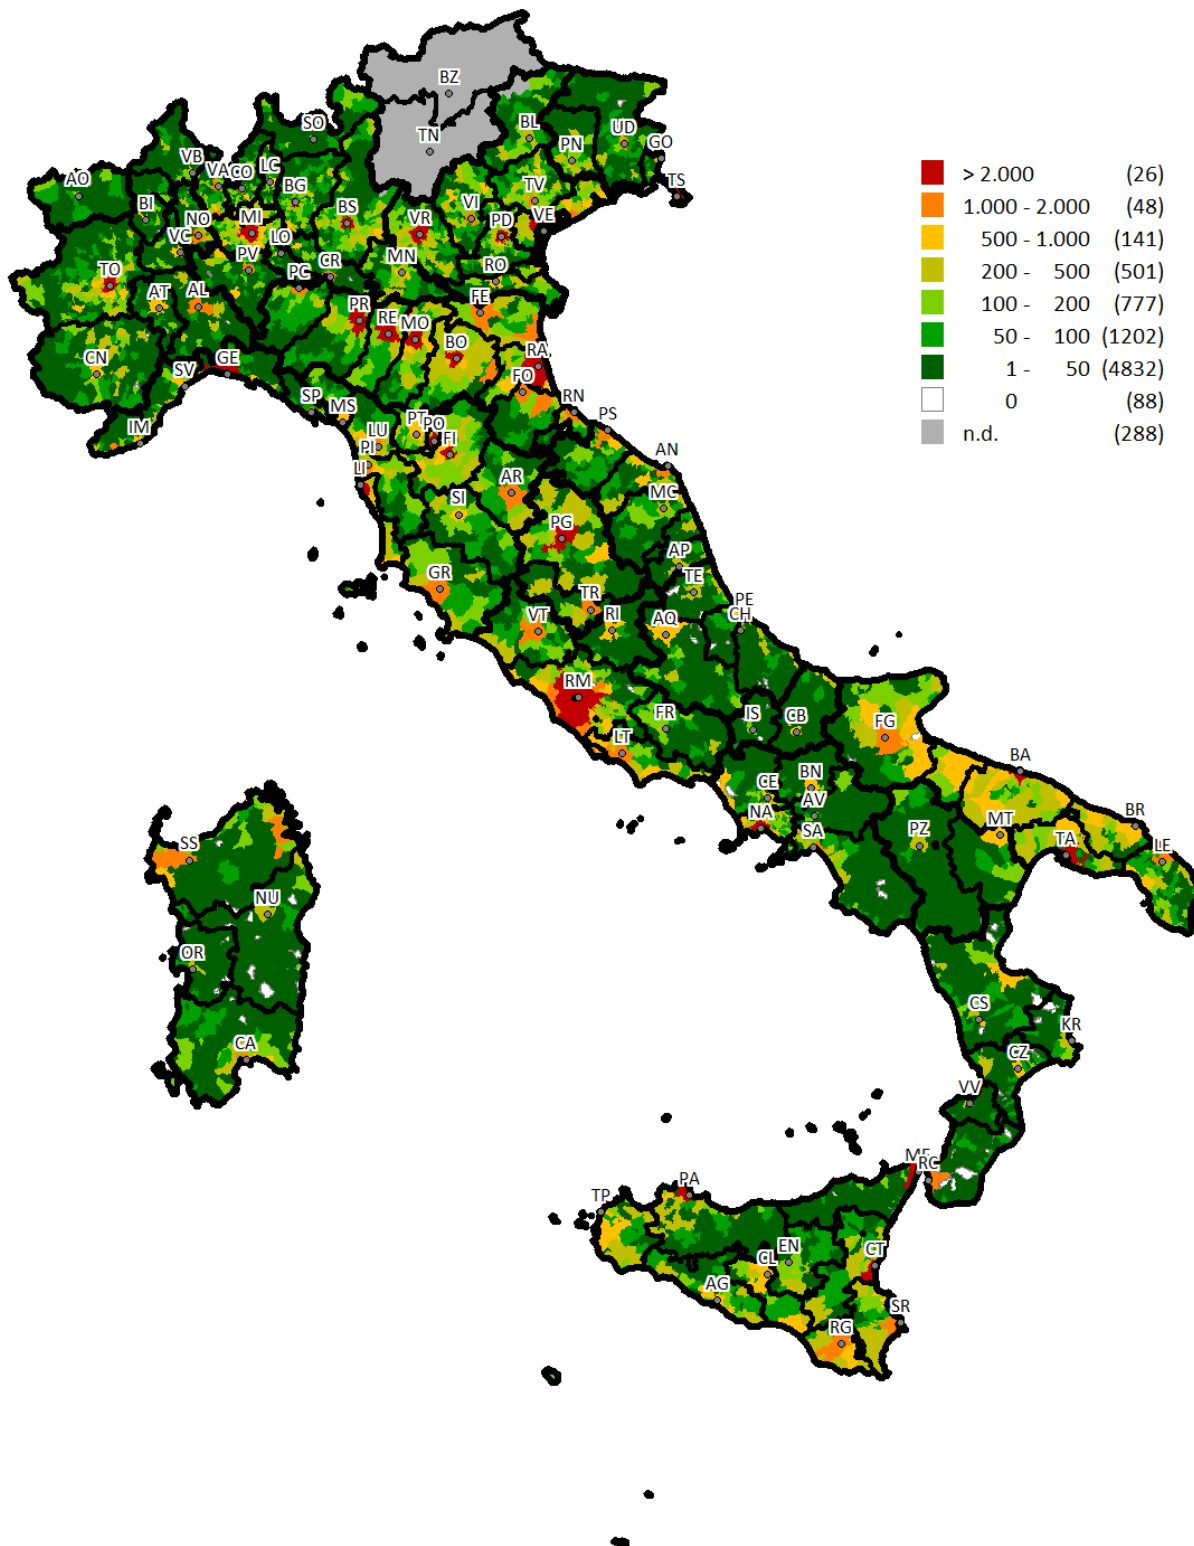 BZ
TN
SO
BL
UD
PN
GO
TS
VB
VA
CO
LC
AO
BG
TV
BI
BS
NO
MI
VR
VI
PD
VE
VC
LO
PV
MN
RO
TO
CR
PC
AT
AL
PR
RE
MO
FE
BO
RA
GE
CN
SV
FO
RN
SP
MS
PT
PO
PS
IM
LU
PI
FI
LI
AN
AR
SI
MC
PG
AP
TE
GR
TR
RI
VT
AQ
PE
CH
RM
FR
IS
CB
FG
LT
BA
CE
BN
NA
AV
SA
PZ
MT
BR
TA
LE
SS
NU
OR
CS
CA
KR
CZ
VV
RC
PA
TP
EN
CT
CL
AG
SR
RG
> 2.000 (26)
1.000 - 2.000 (48)
500 - 1.000 (141)
200 - 500 (501)
100 - 200 (777)
50 - 100 (1202)
1 - 50 (4832)
0 (88)
n.d. (288)